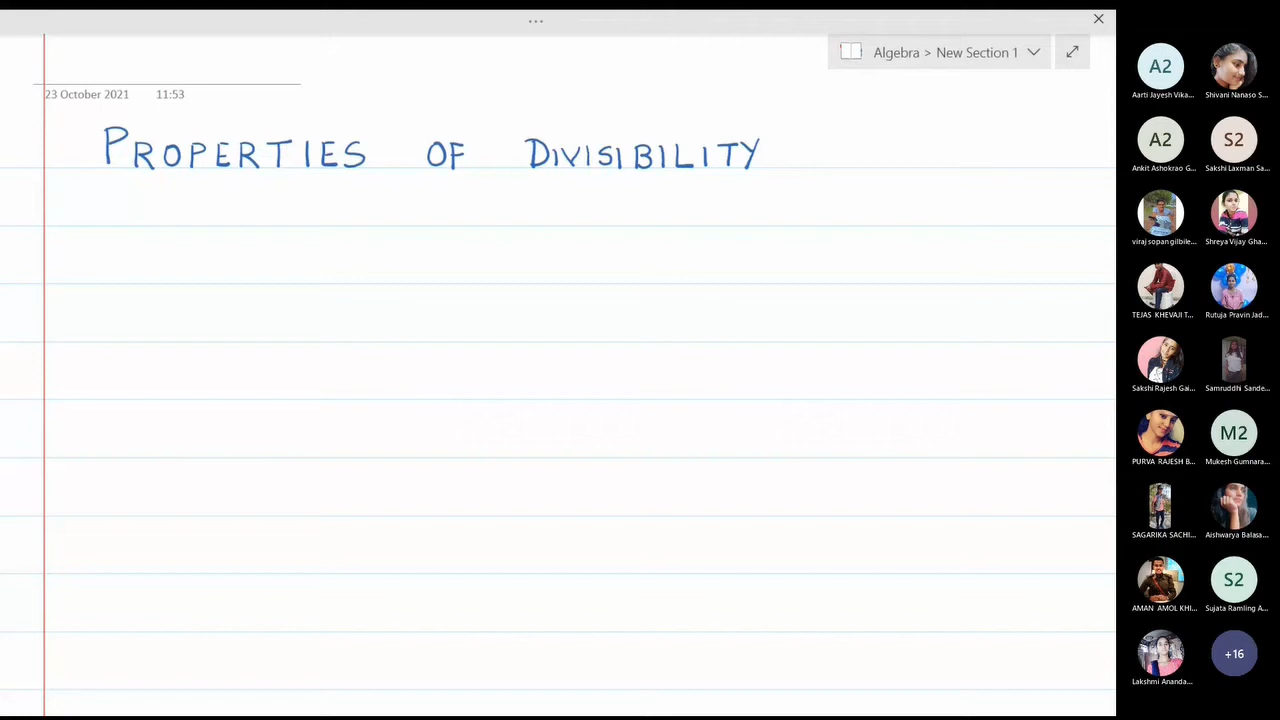 Algebra > New Section 1
23 October 2021 11:53
PROPERTIES OF DIVISIBILITY
A2 
Aarti Jayesh Vika... Shivani Nanaso S...
A2 S2
Ankit Ashokrao G... Sakshi Laxman Sa...
viraj sopan gilbile... Shreya Vijay Gha...
TEJAS KHEVAJI T... Rutuja Pravin Jad...
Sakshi Rajesh Gai... Samruddhi Sande...
M2
PURVA RAJESH B... Mukesh Gumnara...
SAGARIKA SACHI... Aishwarya Balasa...
S2
AMAN AMOL KHI... Sujata Ramling A...
+16
Lakshmi Ananda...